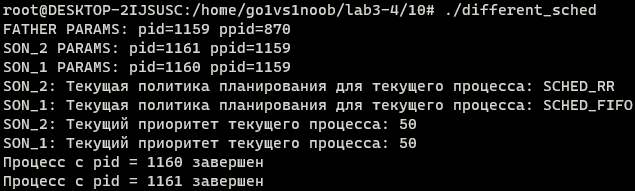 root@DESKTOP-2IJSUSC:/home/go1vs1noob/lab3-4/10# ./different_sched
FATHER PARAMS: pid=1159 ppid=870
SON_2 PARAMS: pid=1161 ppid=1159
SON_1 PARAMS: pid=1160 ppid=1159
SON_2: Текущая политика планирования для текущего процесса: SCHED_RR
SON_1: Текущая политика планирования для текущего процесса: SCHED_FIFO
SON_2: Текущий приоритет текущего процесса: 50
SON_1: Текущий приоритет текущего процесса: 50
Процесс с pid = 1160 завершен
Процесс с pid = 1161 завершен